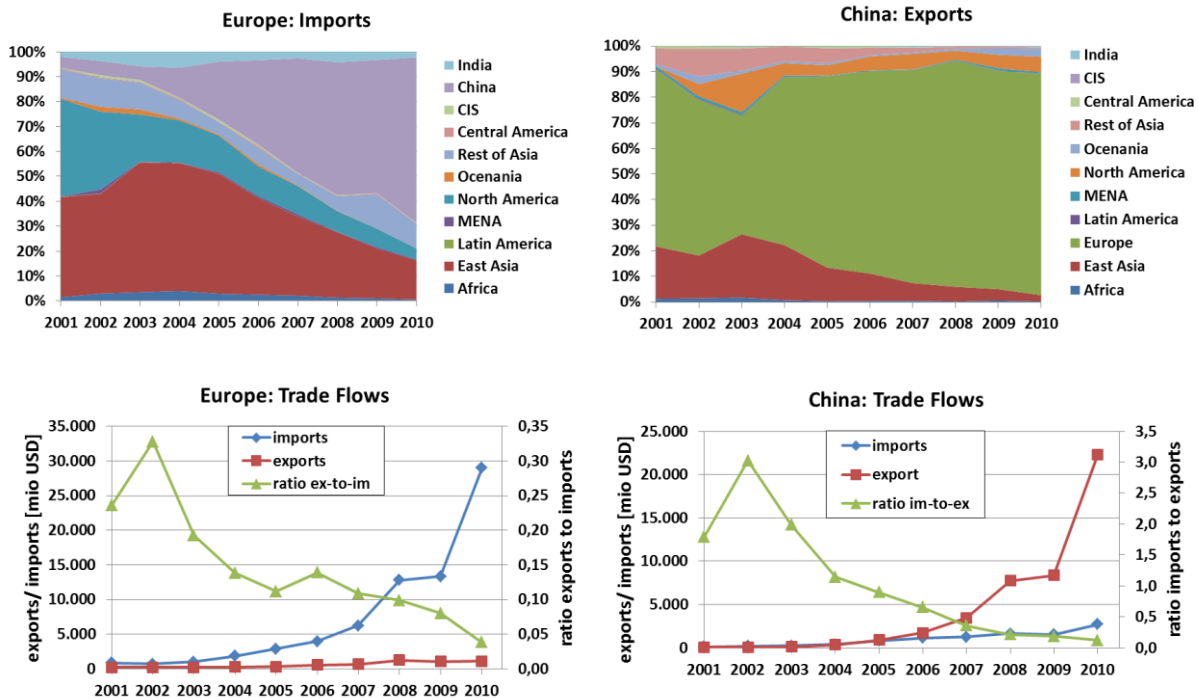 Europe: Imports
100%
90%
80%
70%
60%
50%
40%
30%
20%
10%
0%
2001 2002 2003 2004 2005 2006 2007 2008 2009 2010
India
China
CIS
Central America
Rest of Asia
Ocenania
North America
MENA
Latin America
East Asia
Africa
China: Exports
100%
90%
80%
70%
60%
50%
40%
30%
20%
10%
0%
2001 2002 2003 2004 2005 2006 2007 2008 2009 2010
India
CIS
Central America
Rest of Asia
Ocenania
North America
MENA
Latin America
Europe
East Asia
Africa
Europe: Trade Flows
exports/ imports [mio USD]
35.000
30.000
25.000
20.000
15.000
10.000
5.000
0
imports
exports
ratio ex-to-im
0,35
0,30
0,25
0,20
0,15
0,10
0,05
0,00
ratio exports to imports
2001 2002 2003 2004 2005 2006 2007 2008 2009 2010
China: Trade Flows
exports/ imports [mio USD]
25.000
20.000
15.000
10.000
5.000
0
imports
export
ratio im-to-ex
3,5
3,0
2,5
2,0
1,5
1,0
0,5
0,0
ratio imports to exports
2001 2002 2003 2004 2005 2006 2007 2008 2009 2010